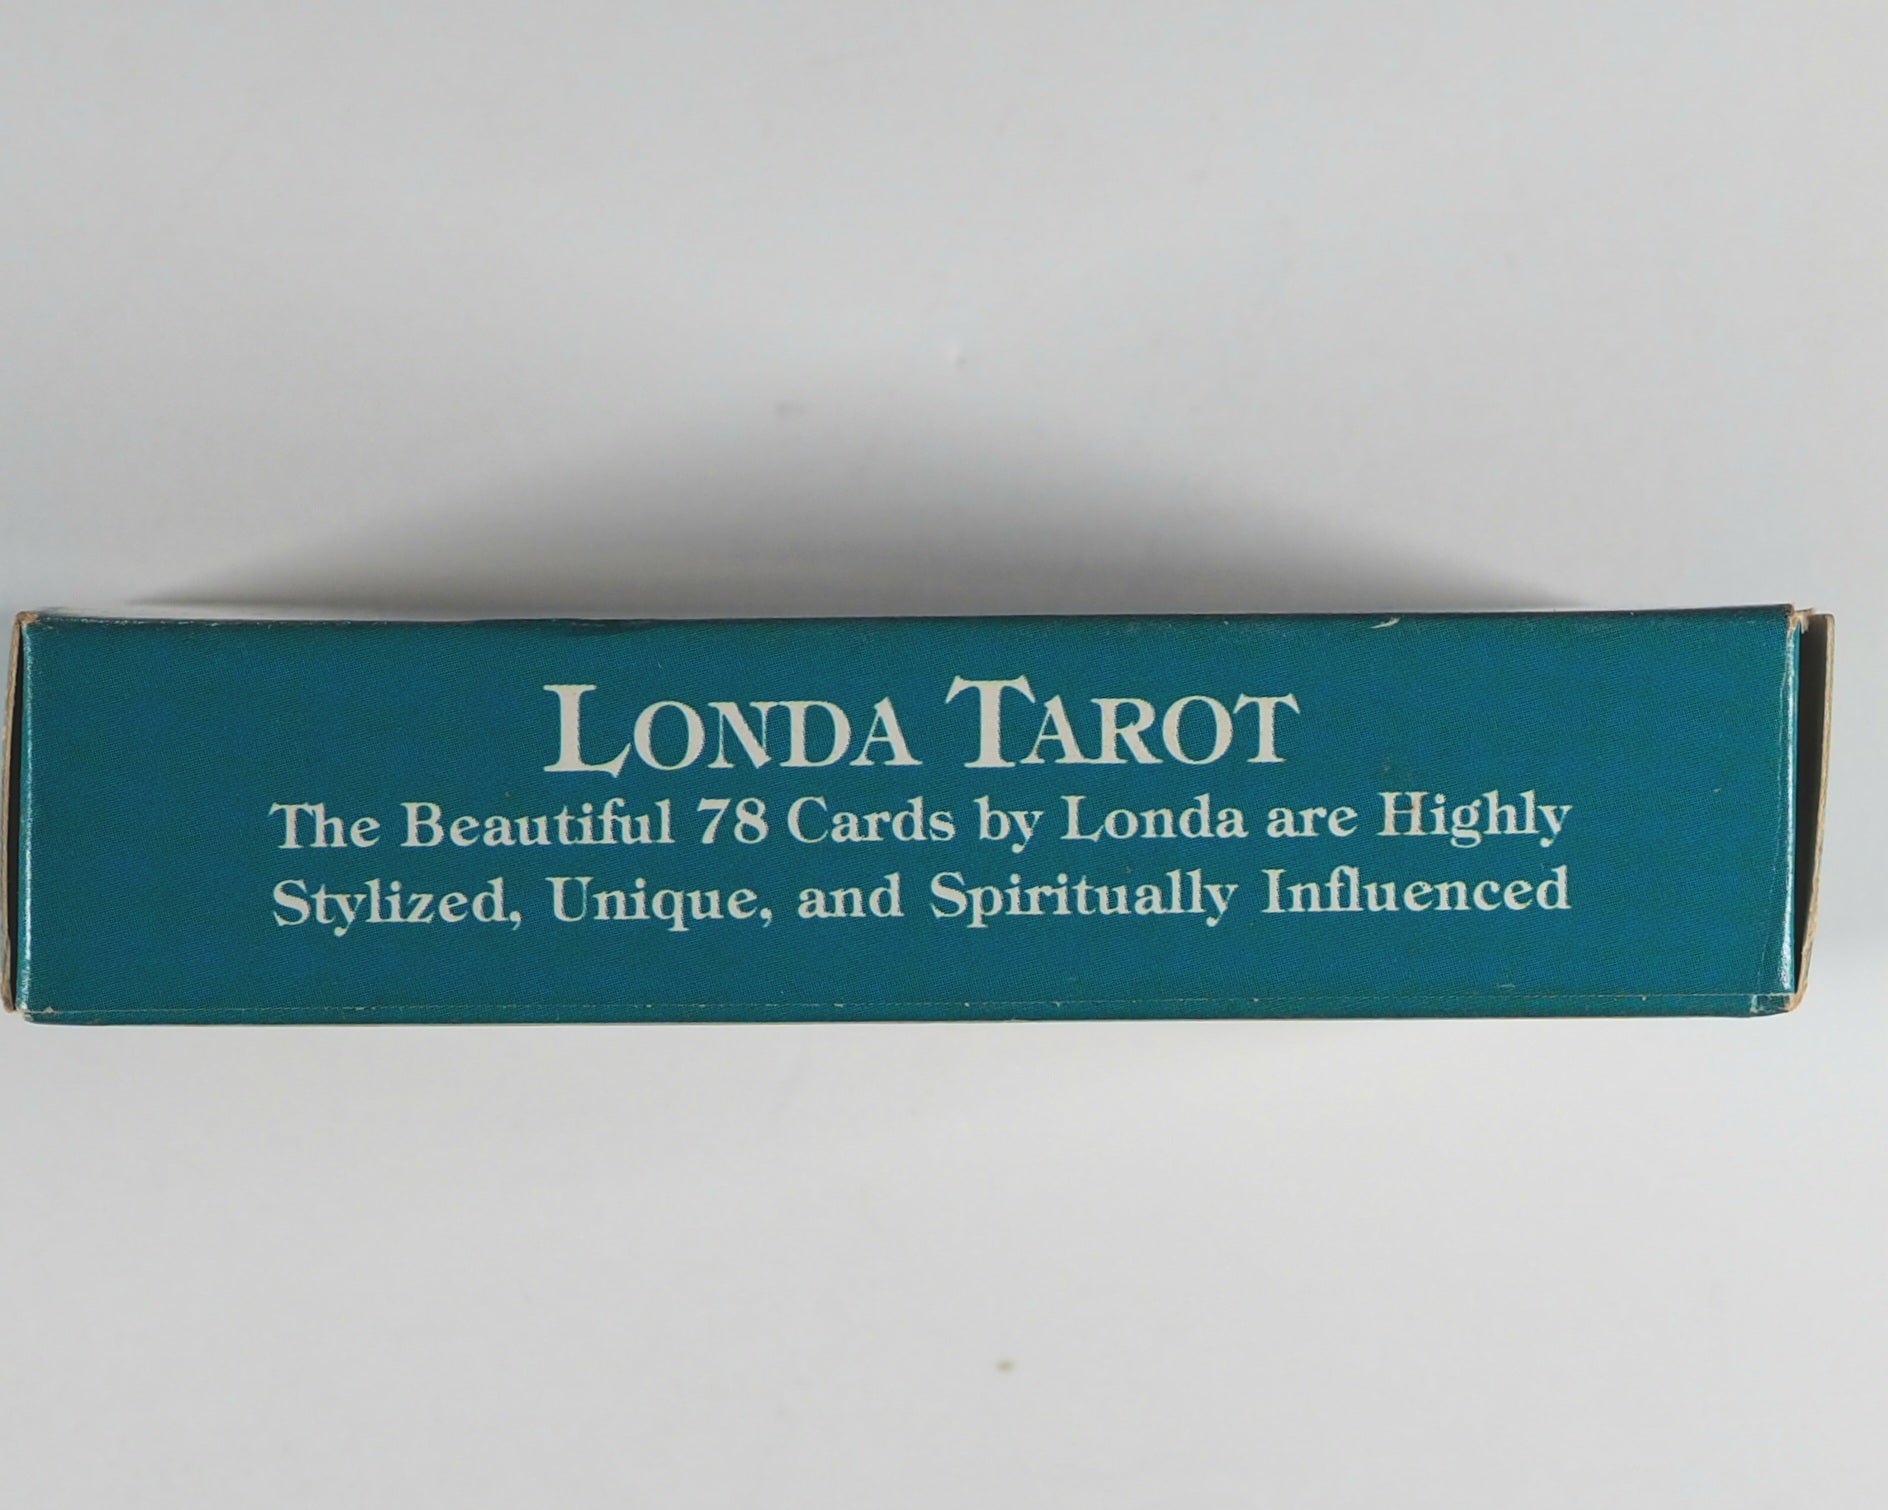 LONDA TAROT
The Beautiful 78 Cards by Londa are Highly
Stylized, Unique, and Spiritually Influenced